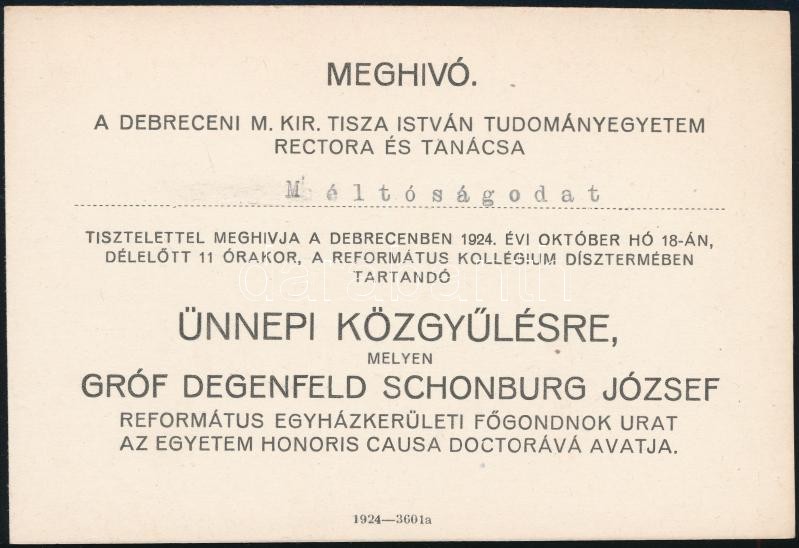 MEGHIVÓ.
A DEBRECENI M. KIR. TISZA ISTVÁN TUDOMÁNYEGYETEM
RECTORA ÉS TANÁCSA
Méltóságodat
TISZTELETTEL MEGHIVJA A DEBRECENBEN 1924. ÉVI OKTÓBER HÓ 18-ÁN,
DÉLELŐTT 11 ÓRAKOR, A REFORMÁTUS KOLLÉGIUM DÍSZTERMÉBEN
TARTANDÓ
ÜNNEPI KÖZGYŰLÉSRE,
MELYEN
GRÓF DEGENFELD SCHONBURG JÓZSEF
REFORMÁTUS EGYHÁZKERÜLETI FŐGONDNOK URAT
AZ EGYETEM HONORIS CAUSA DOCTORÁVÁ AVATJA.
1924—3601a